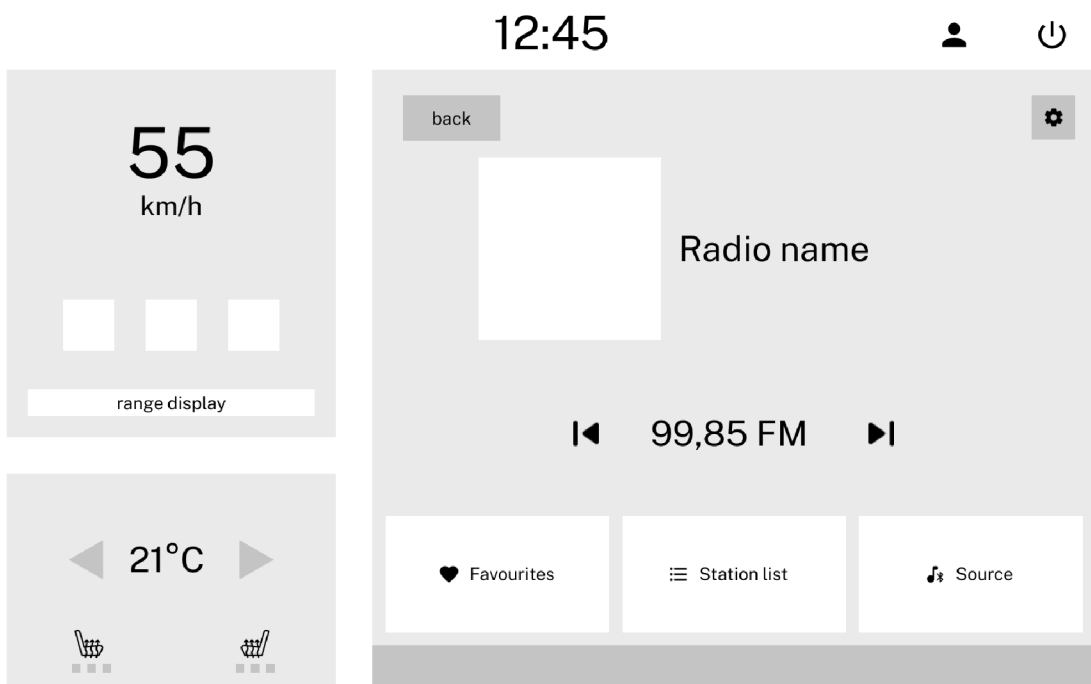 12:45
55
km/h
range display
21°C
back
Radio name
99,85 FM
Favourites
Station list
Source